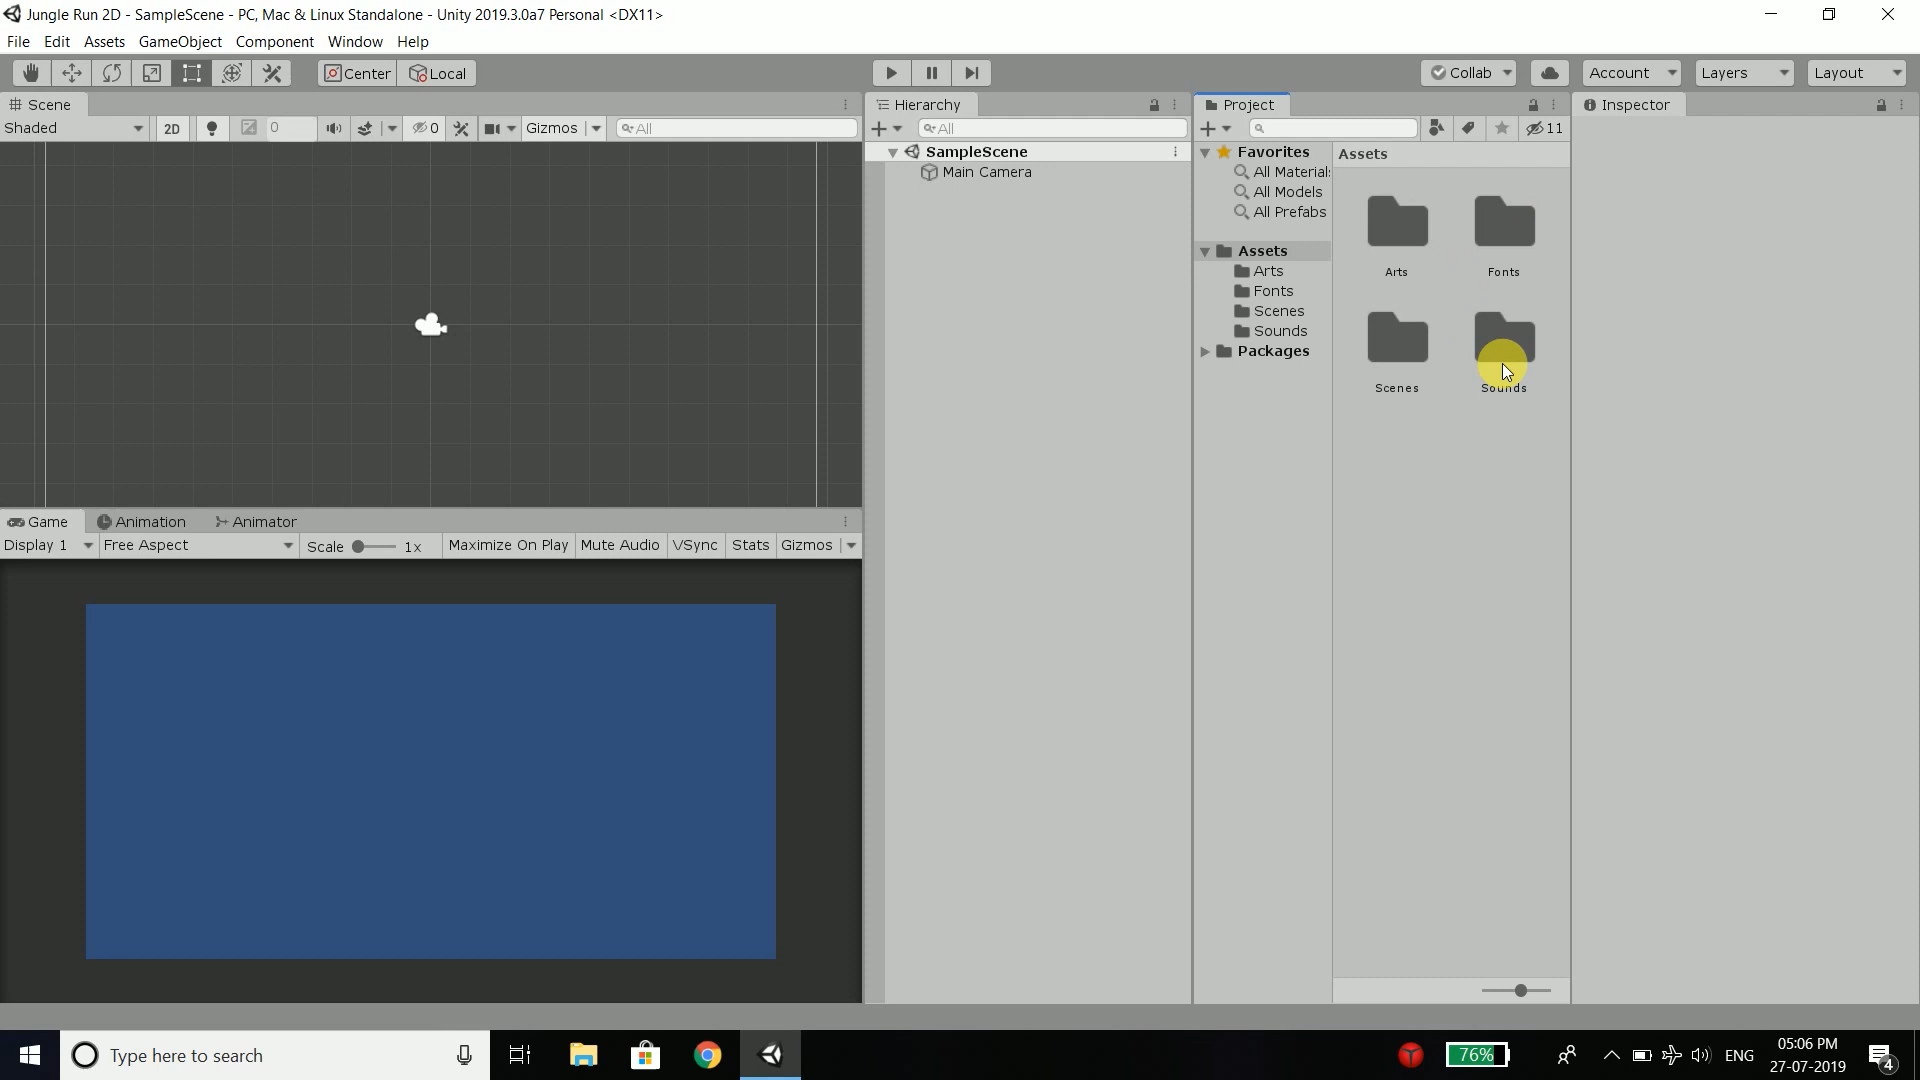 Jungle Run 2D - SampleScene - PC, Mac & Linux Standalone - Unity 2019.3.0a7 Personal <DX11>
File Edit Assets GameObject Component Window Help
Center Local Collab Account Layers Layout
Scene Hierarchy Project Inspector
Shaded 2D 0 0 Gizmos All All 11
SampleScene
Main Camera
Favorites
All Materials
All Models
All Prefabs
Assets
Arts
Fonts
Scenes
Sounds
Packages
Assets
Arts Fonts
Scenes Sounds
Game Animation Animator
Display 1 Free Aspect Scale 1x Maximize On Play Mute Audio VSync Stats Gizmos
Type here to search
76% ENG 05:06 PM
27-07-2019
4